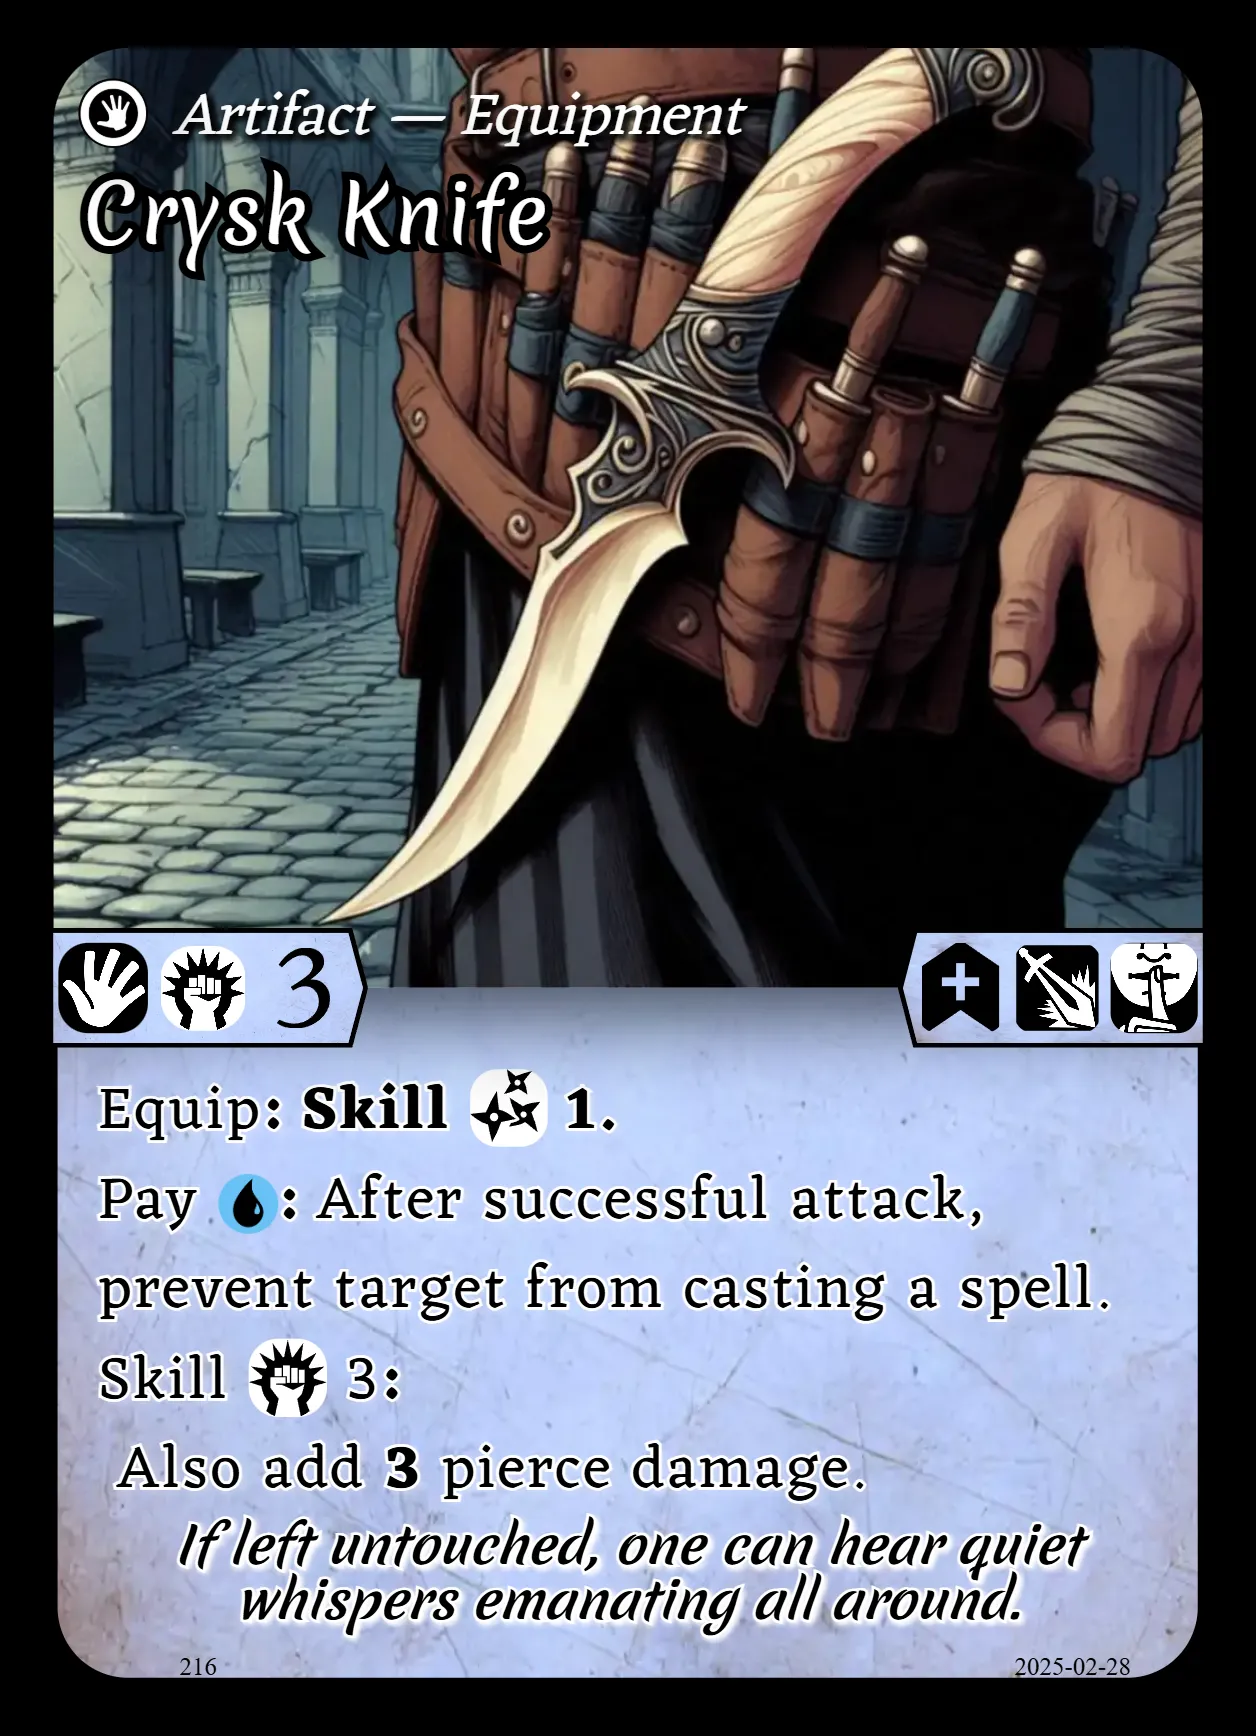 Artifact — Equipment
Crysk Knife
3
Equip: Skill 1.
Pay : After successful attack,
prevent target from casting a spell.
Skill 3:
Also add 3 pierce damage.
If left untouched, one can hear quiet
whispers emanating all around.
216 2025-02-28